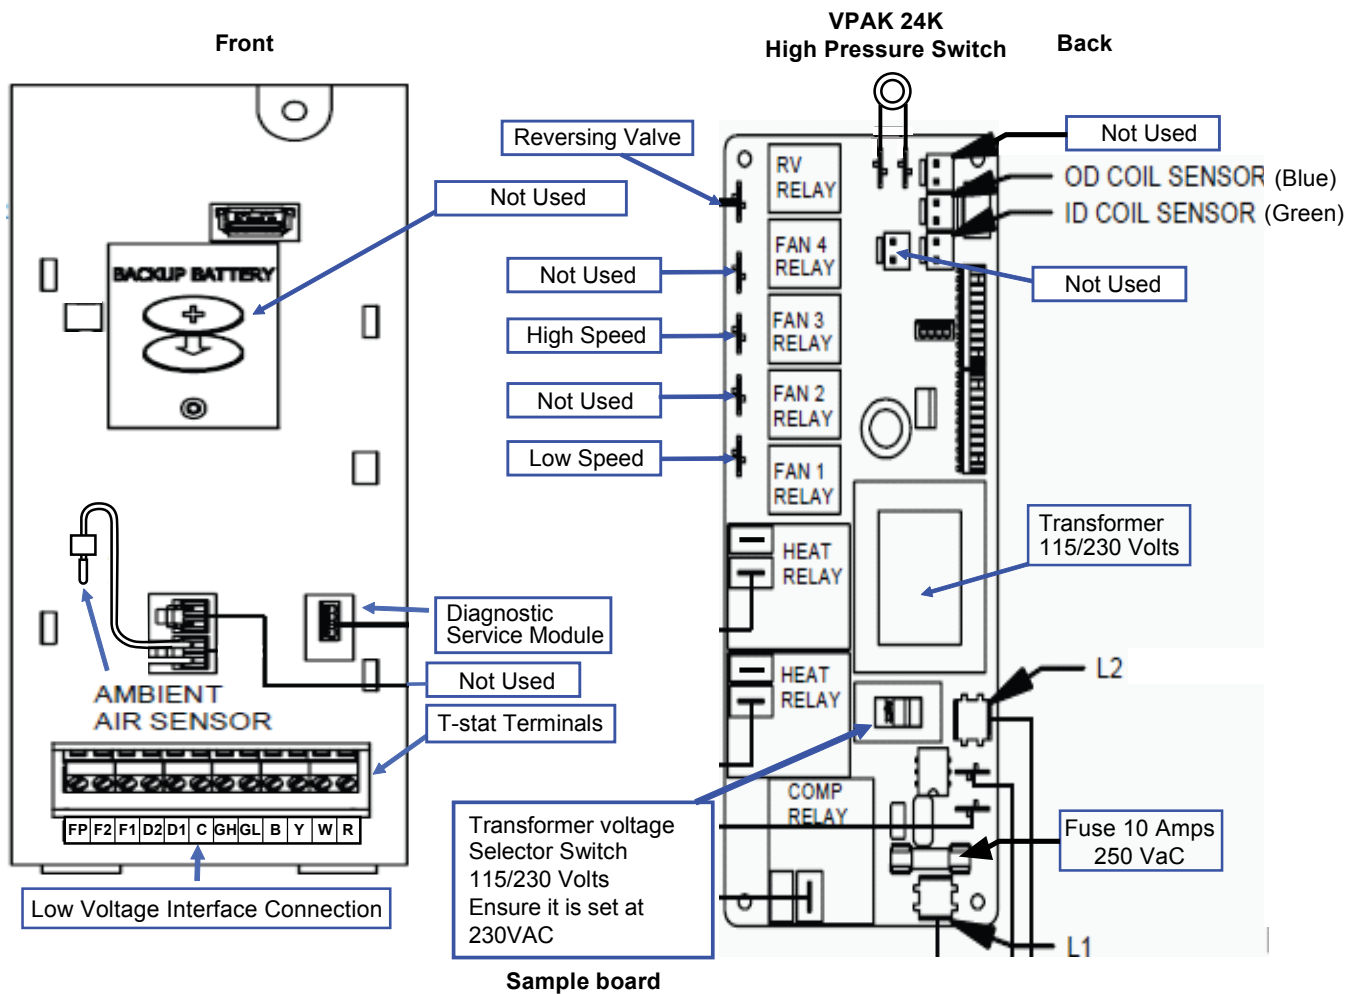 Front
VPAK 24K
High Pressure Switch
Back
Reversing Valve
Not Used
Not Used
RV
RELAY
OD COIL SENSOR (Blue)
ID COIL SENSOR (Green)
FAN 4
RELAY
Not Used
Not Used
BACKUP BATTERY
+
High Speed
FAN 3
RELAY
Not Used
FAN 2
RELAY
Low Speed
FAN 1
RELAY
Transformer
115/230 Volts
HEAT
RELAY
Diagnostic
Service Module
Not Used
AMBIENT
AIR SENSOR
T-stat Terminals
HEAT
RELAY
L2
COMP
RELAY
FP F2 F1 D2 D1 C GH GL B Y W R
Transformer voltage
Selector Switch
115/230 Volts
Ensure it is set at
230VAC
Fuse 10 Amps
250 VaC
Low Voltage Interface Connection
L1
Sample board